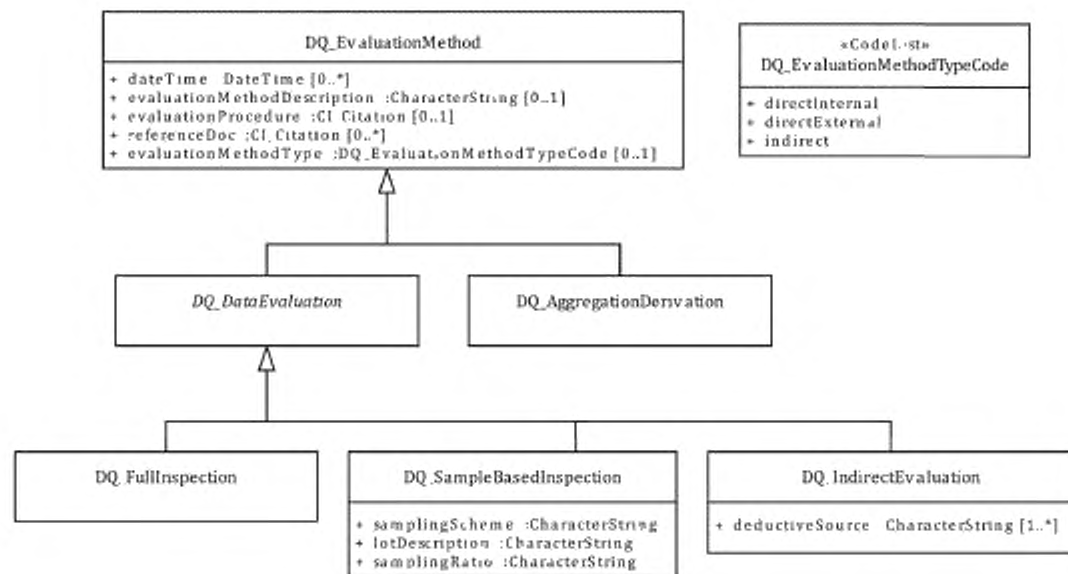 DQ_EvaluationMethod
+ dateTime DateTime [0..*]
+ evaluationMethodDescription :CharacterString [0..1]
+ evaluationProcedure :CI_Citation [0..1]
+ referenceDoc :CI_Citation [0..*]
+ evaluationMethodType :DQ_EvaluationMethodTypeCode [0..1]
DQ_EvaluationMethodTypeCode
+ directInternal
+ directExternal
+ indirect
DQ_DataEvaluation
DQ_AggregationDerivation
DQ_FullInspection
DQ_SampleBasedInspection
+ samplingScheme :CharacterString
+ lotDescription :CharacterString
+ samplingRatio :CharacterString
DQ_IndirectEvaluation
+ deductiveSource CharacterString [1..*]